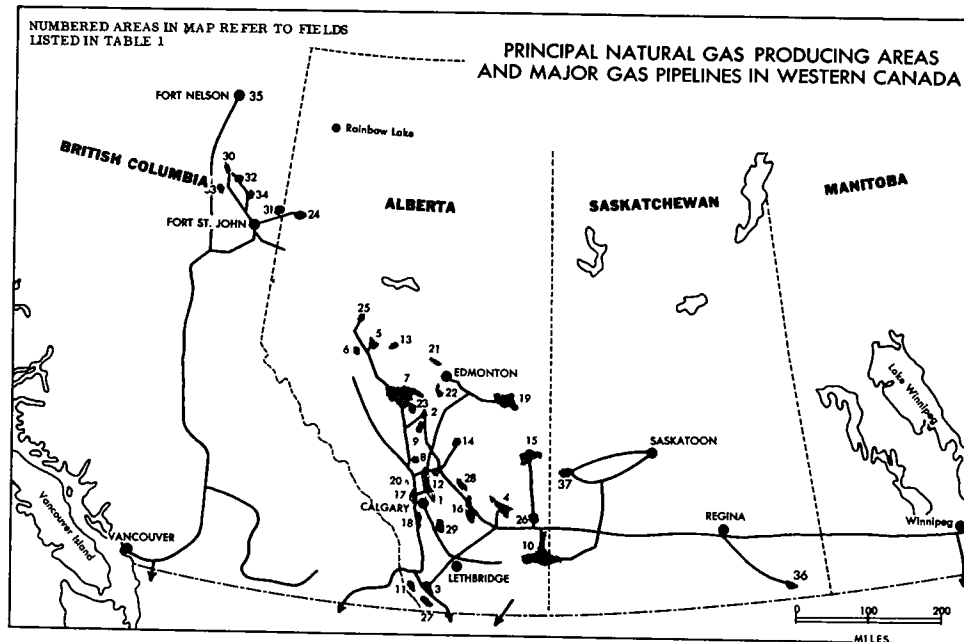 NUMBERED AREAS IN MAP REFER TO FIELDS
LISTED IN TABLE 1
PRINCIPAL NATURAL GAS PRODUCING AREAS
AND MAJOR GAS PIPELINES IN WESTERN CANADA
FORT NELSON
35
Rainbow Lake
30
BRITISH COLUMBIA
32
33
34
31
24
FORT ST. JOHN
ALBERTA
SASKATCHEWAN
MANITOBA
25
5
13
6
21
EDMONTON
7
22
19
23
2
9
14
15
SASKATOON
8
37
20
12
28
17
1
4
CALGARY
16
18
29
26
REGINA
Winnipeg
Lake Winnipeg
Vancouver Island
VANCOUVER
10
LETHBRIDGE
11
3
27
36
0 100 200
MILES